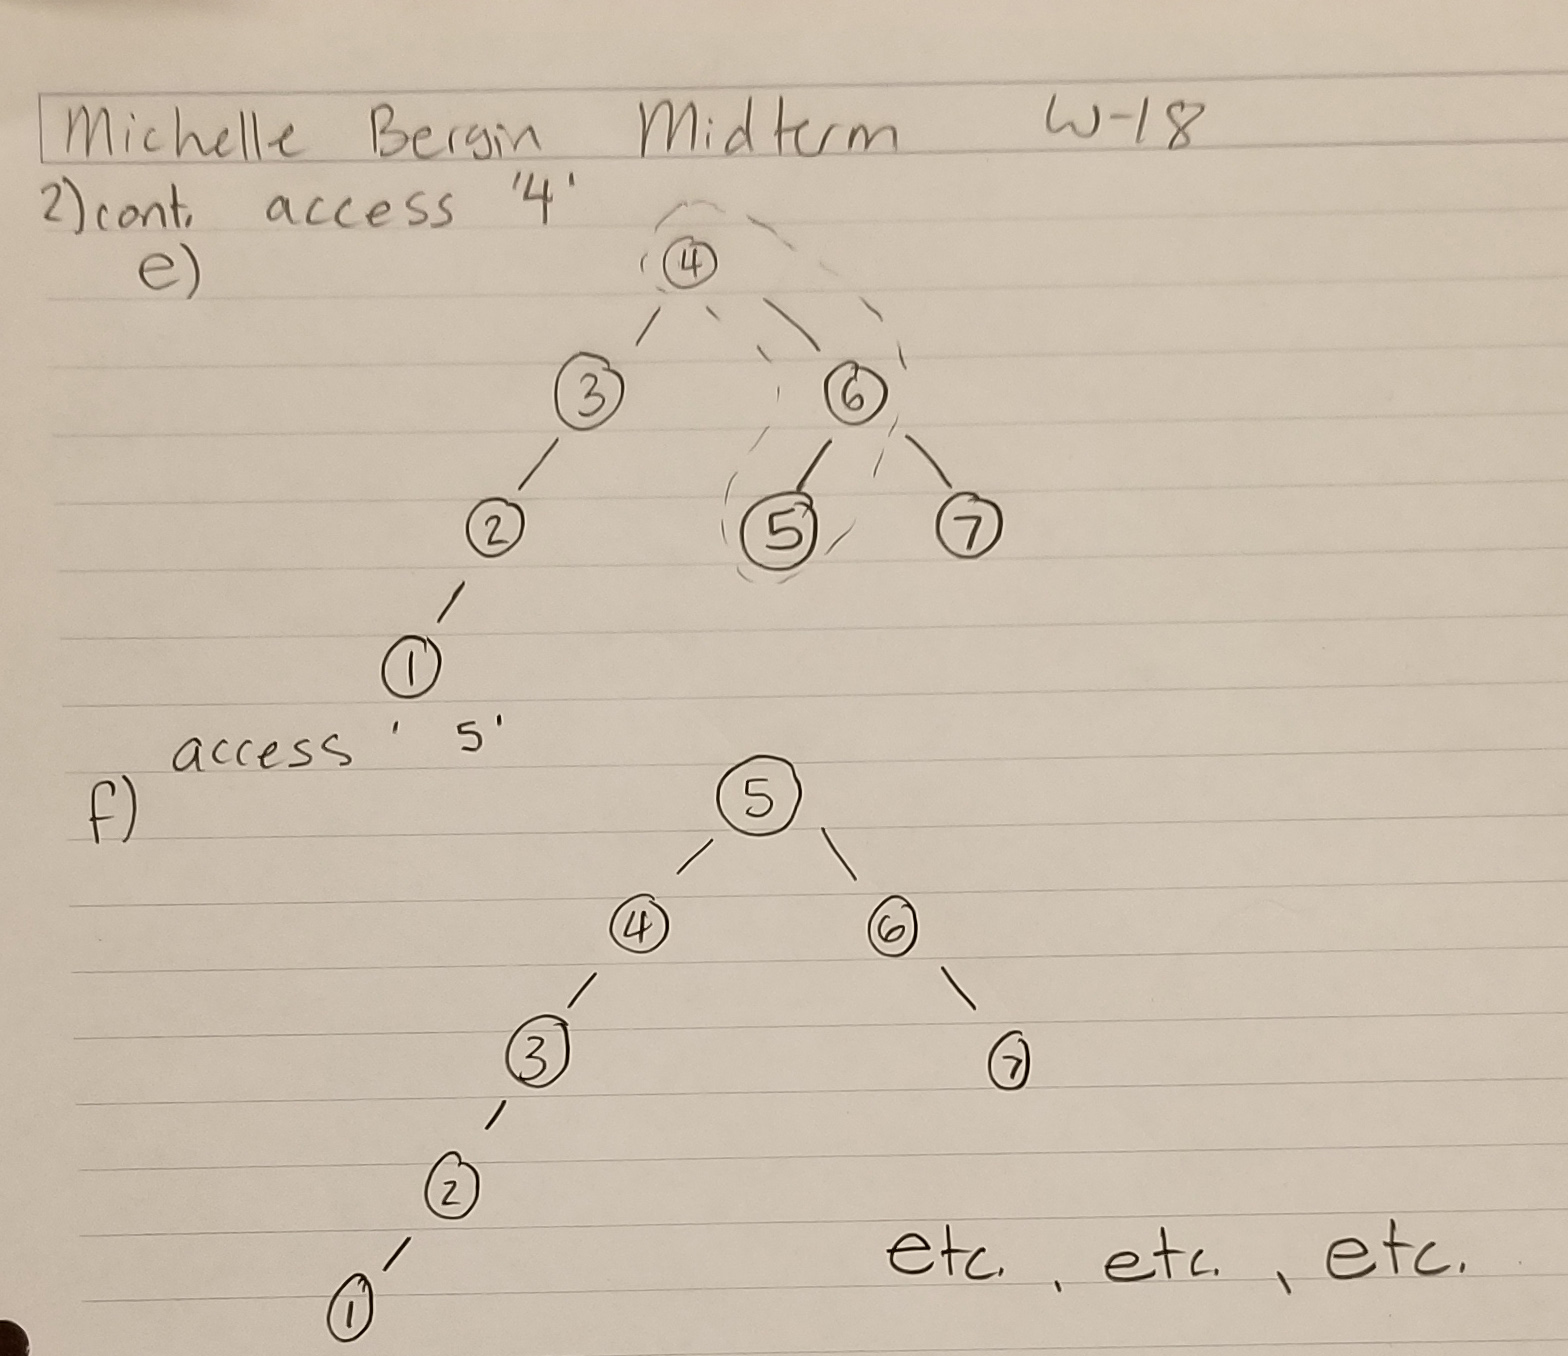 Michelle Bergin Midterm W-18
2) cont. access '4'
e)
4
3 6
2 5 7
1
access ' 5'
f)
5
4 6
3 7
2
etc., etc., etc.
1